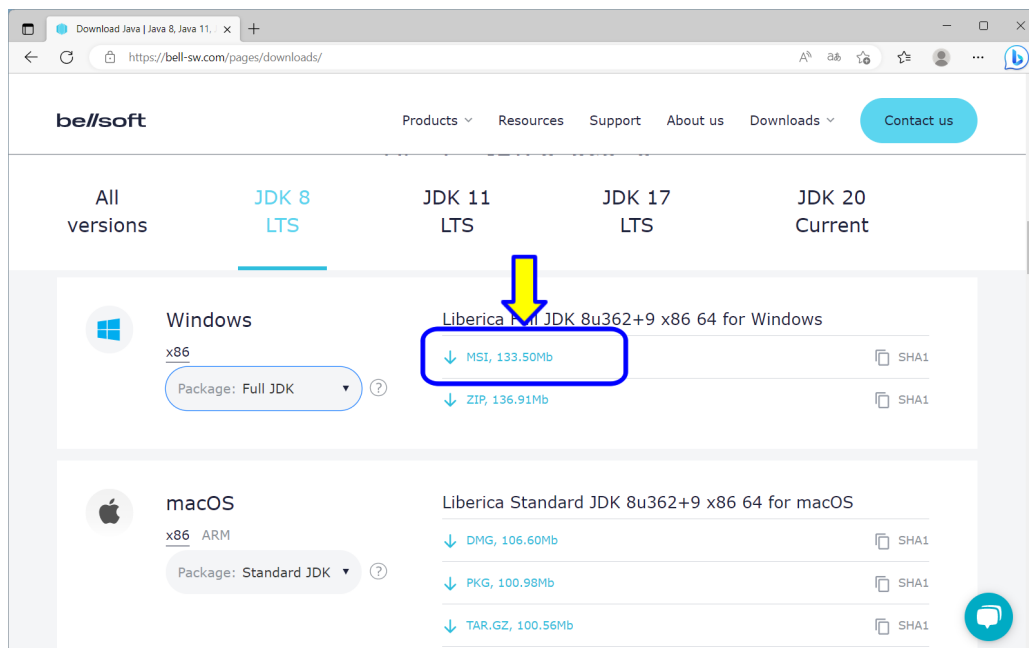 Download Java | Java 8, Java 11,
https://bell-sw.com/pages/downloads/
bellsoft
Products
Resources
Support
About us
Downloads
Contact us
All versions
JDK 8 LTS
JDK 11 LTS
JDK 17 LTS
JDK 20 Current
Windows
x86
Package: Full JDK
?
Liberica Full JDK 8u362+9 x86 64 for Windows
MSI, 133.50Mb
SHA1
ZIP, 136.91Mb
SHA1
macOS
x86 ARM
Package: Standard JDK
?
Liberica Standard JDK 8u362+9 x86 64 for macOS
DMG, 106.60Mb
SHA1
PKG, 100.98Mb
SHA1
TAR.GZ, 100.56Mb
SHA1